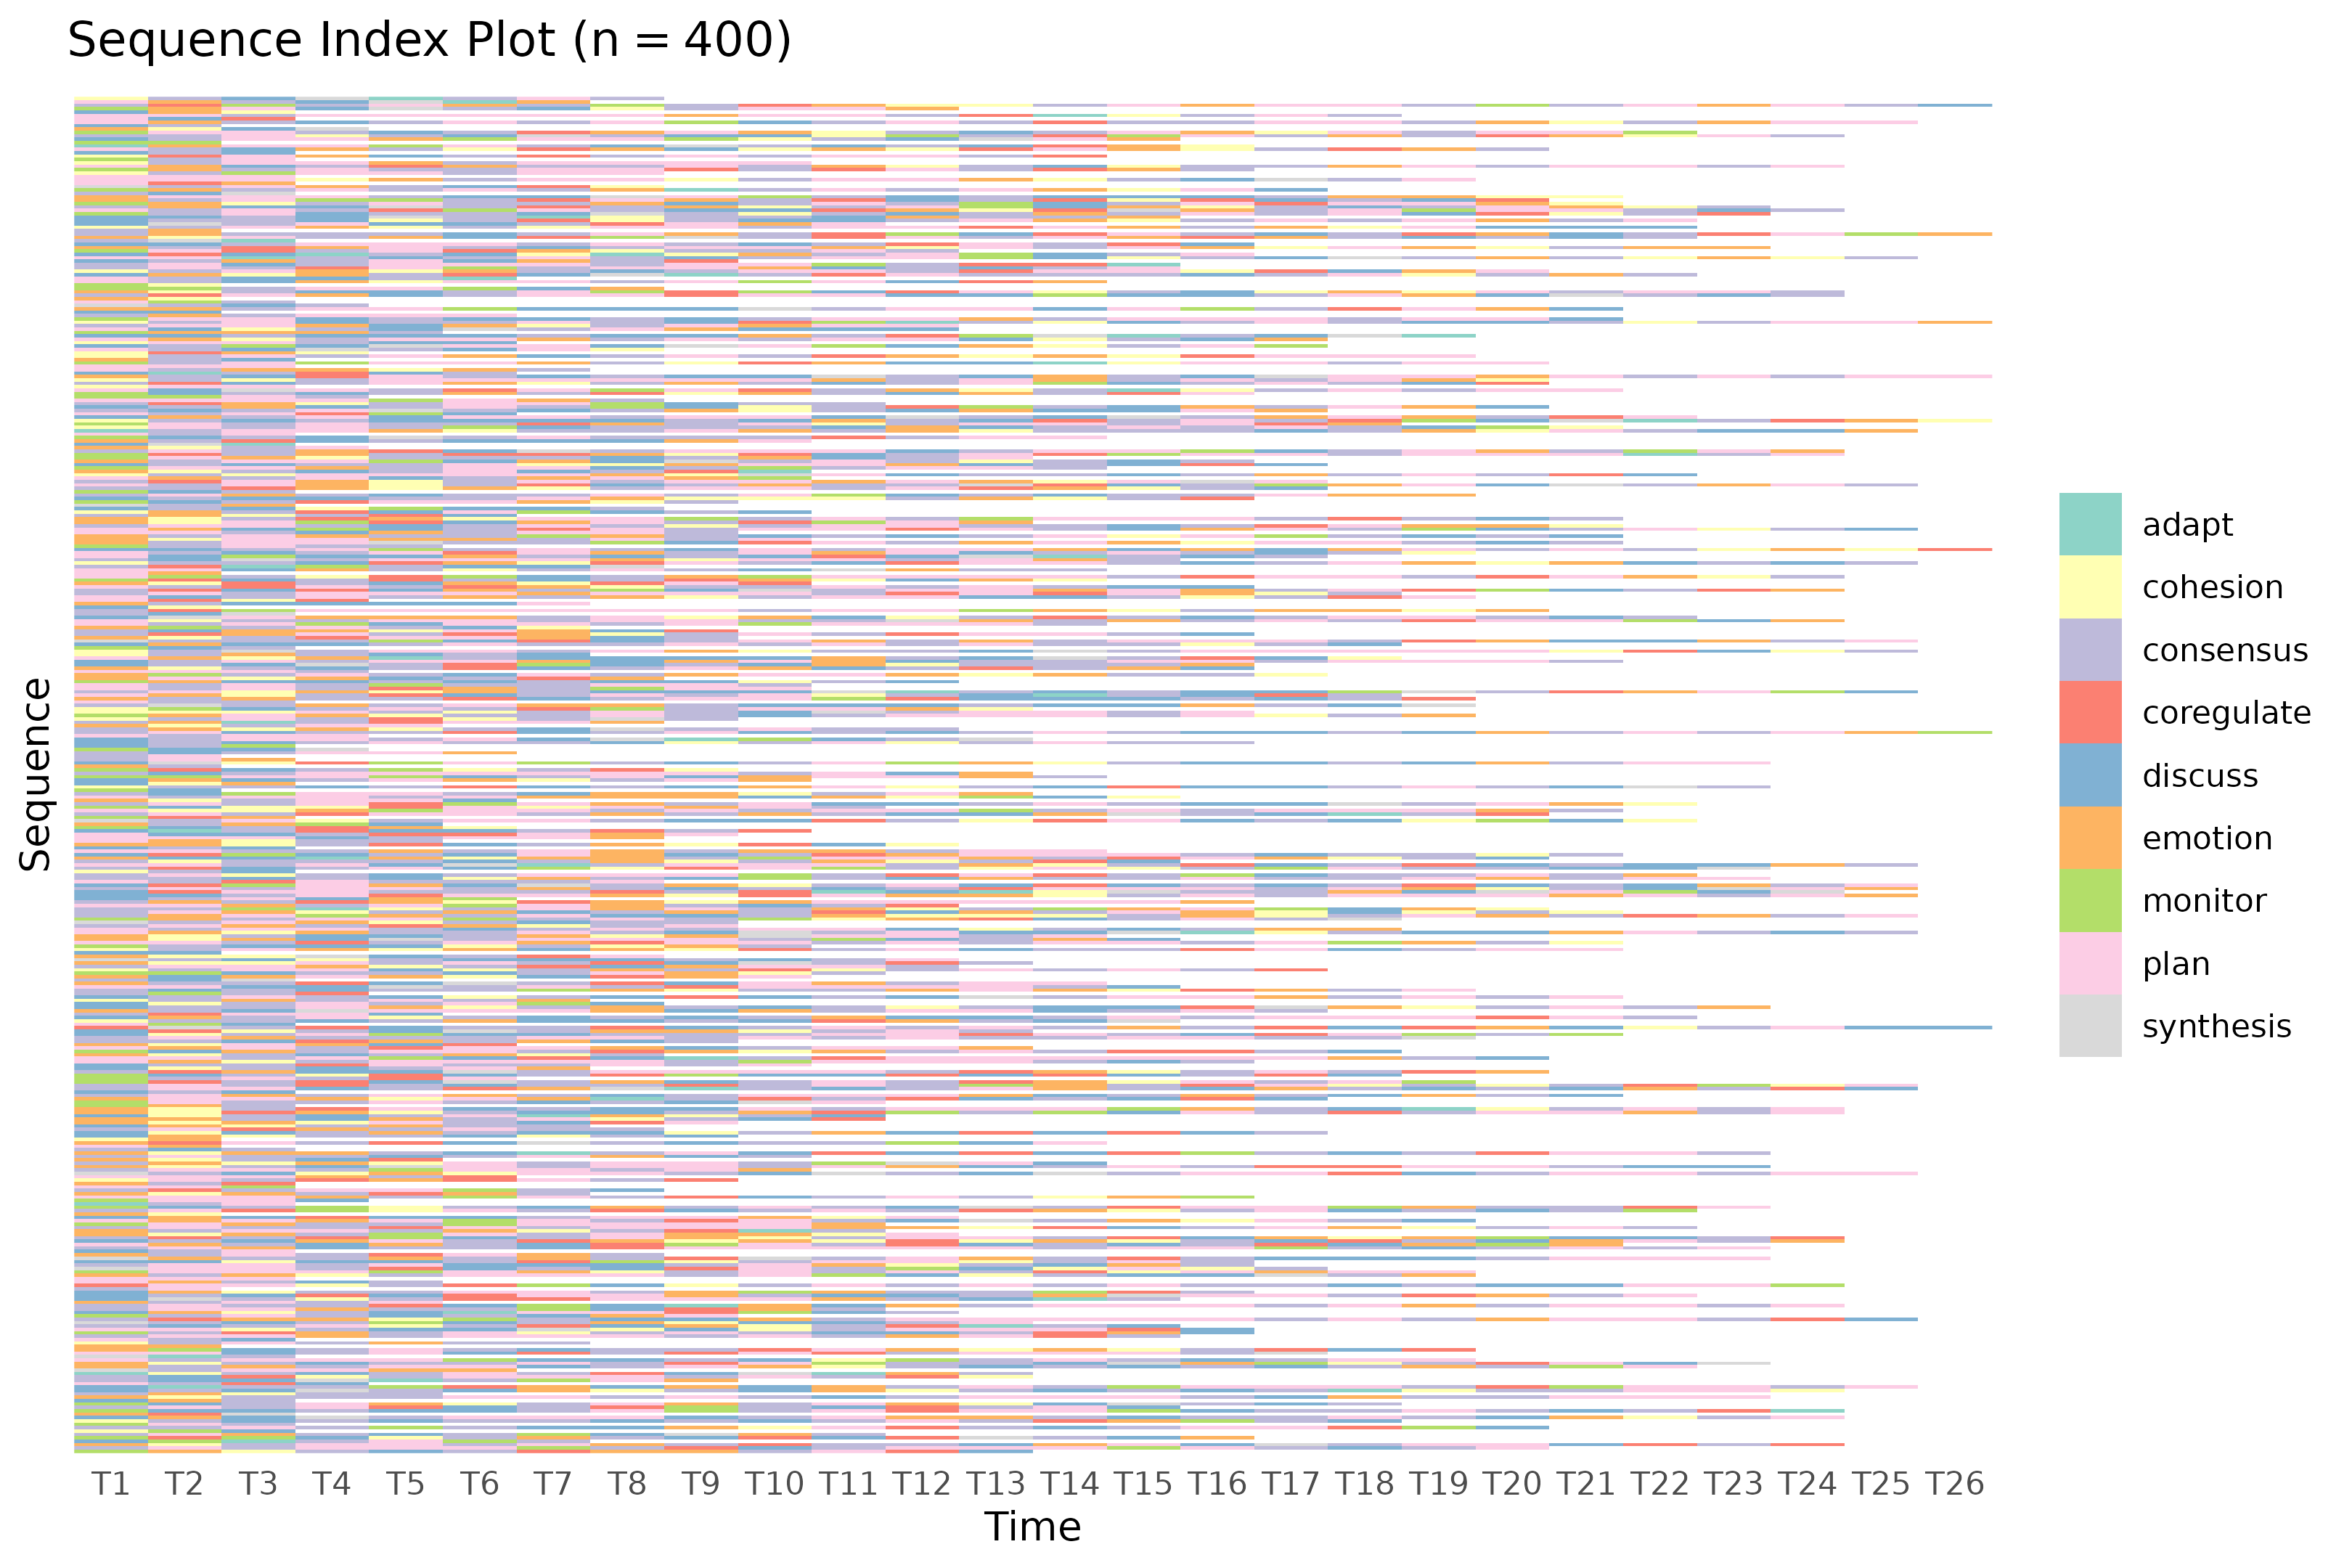 Sequence Index Plot (n = 400)
Sequence
adapt
cohesion
consensus
coregulate
discuss
emotion
monitor
plan
synthesis
T1 T2 T3 T4 T5 T6 T7 T8 T9 T10 T11 T12 T13 T14 T15 T16 T17 T18 T19 T20 T21 T22 T23 T24 T25 T26
Time